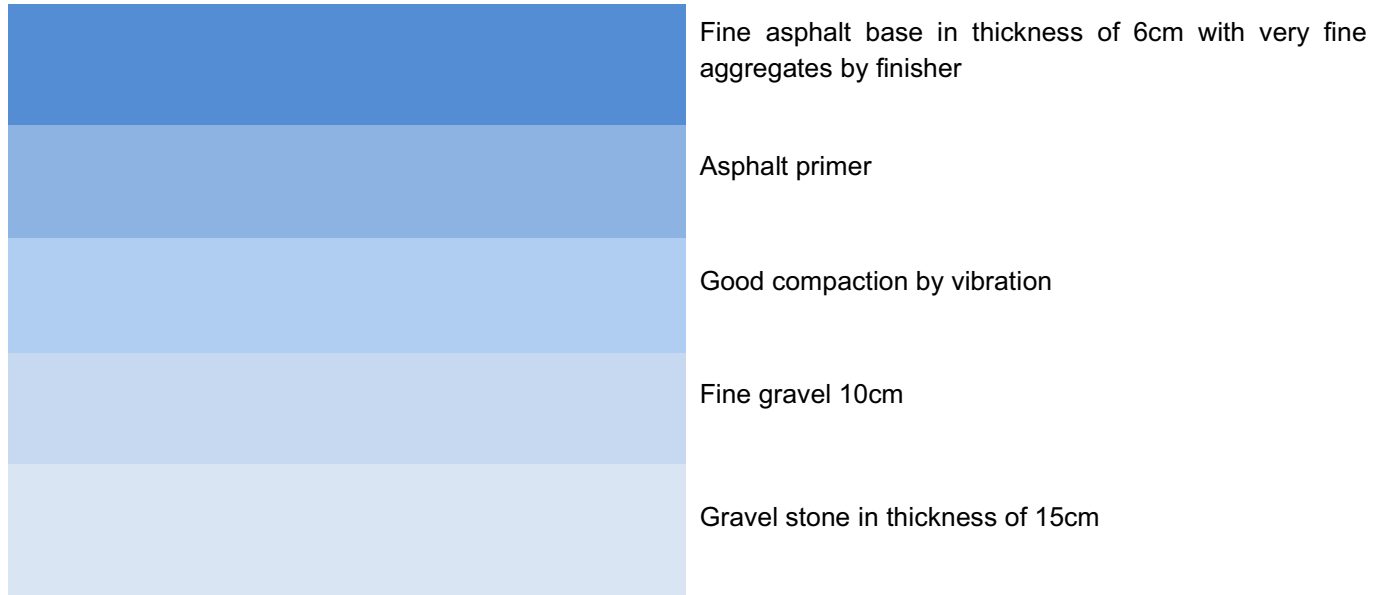 Fine asphalt base in thickness of 6cm with very fine
aggregates by finisher
Asphalt primer
Good compaction by vibration
Fine gravel 10cm
Gravel stone in thickness of 15cm